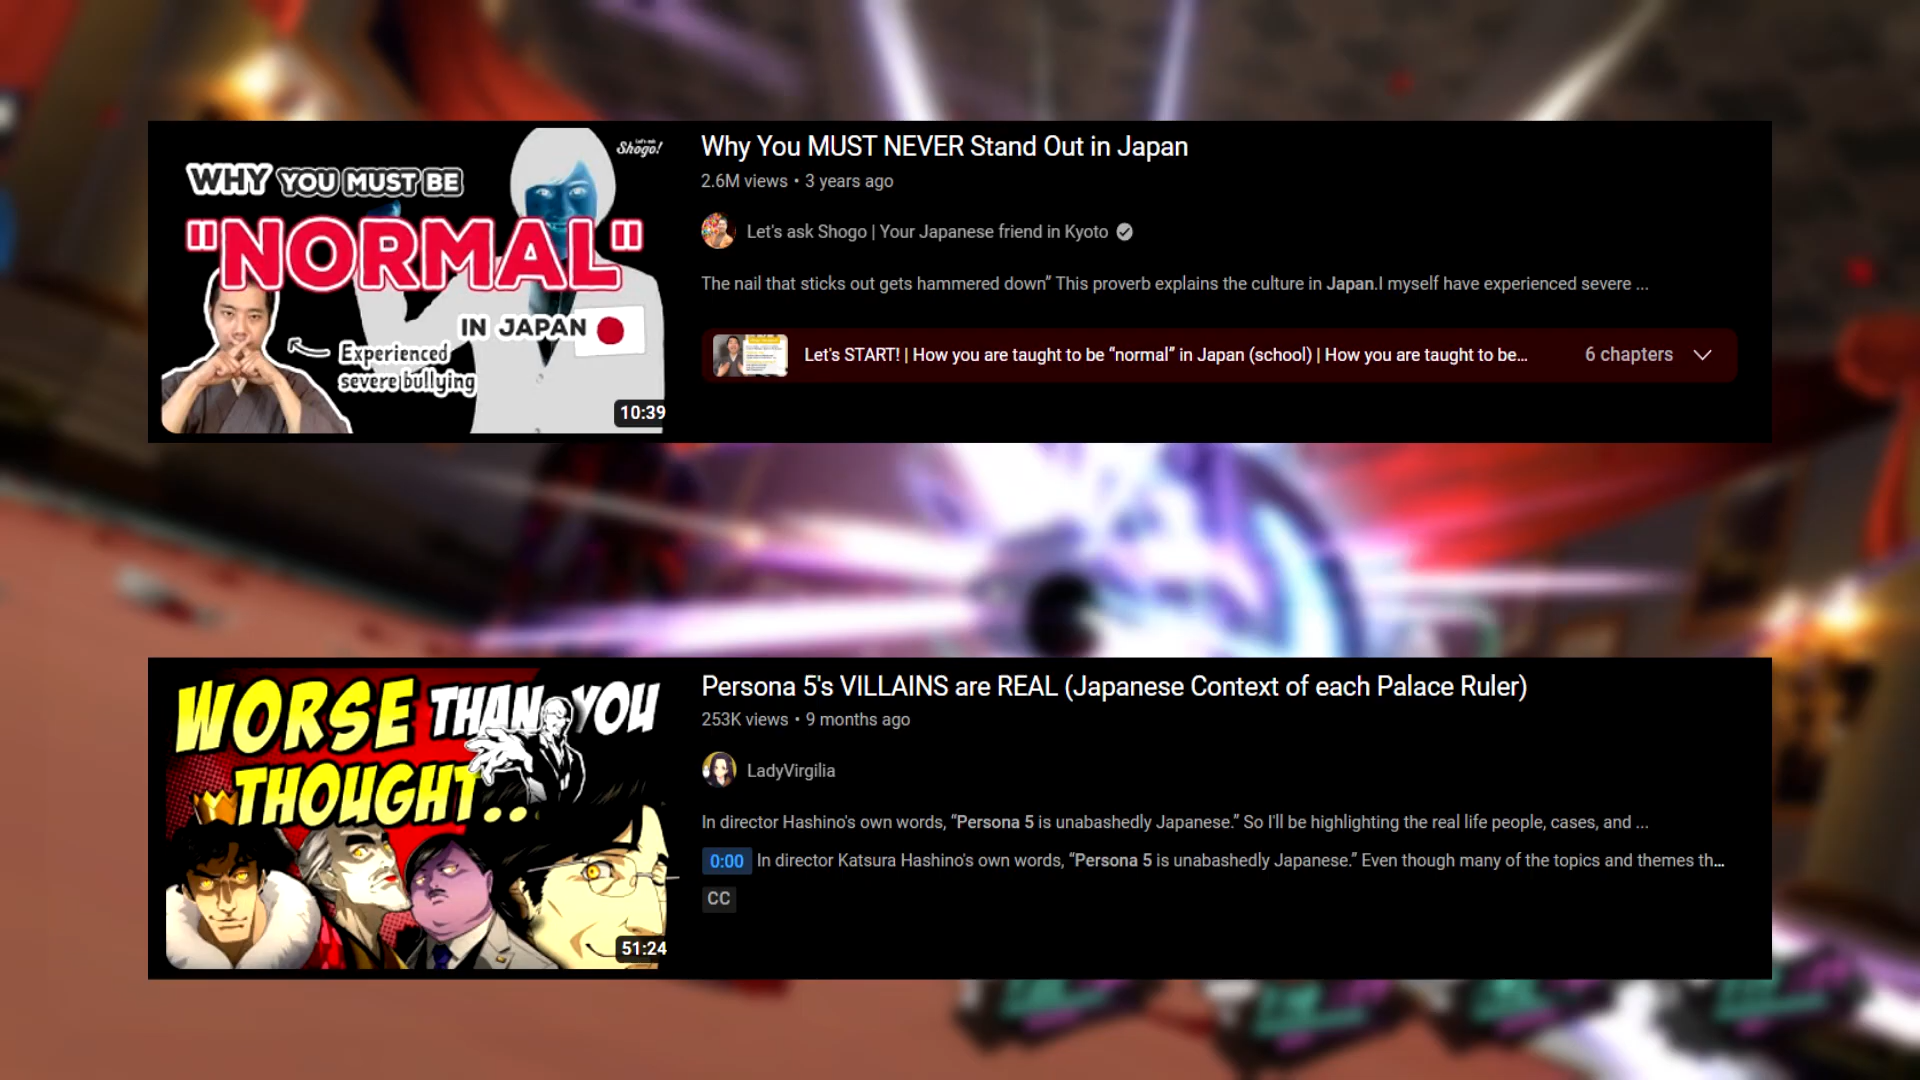 Let's ask
Shogo!
WHY YOU MUST BE
"NORMAL"
IN JAPAN
Experienced
severe bullying
10:39
Why You MUST NEVER Stand Out in Japan
2.6M views • 3 years ago
Let's ask Shogo | Your Japanese friend in Kyoto
The nail that sticks out gets hammered down” This proverb explains the culture in Japan.I myself have experienced severe ...
Let's START! | How you are taught to be “normal” in Japan (school) | How you are taught to be...
6 chapters
WORSE THAN YOU
THOUGHT..
51:24
Persona 5's VILLAINS are REAL (Japanese Context of each Palace Ruler)
253K views • 9 months ago
LadyVirgilia
In director Hashino's own words, “Persona 5 is unabashedly Japanese.” So I'll be highlighting the real life people, cases, and ...
0:00 In director Katsura Hashino's own words, “Persona 5 is unabashedly Japanese.” Even though many of the topics and themes th...
CC